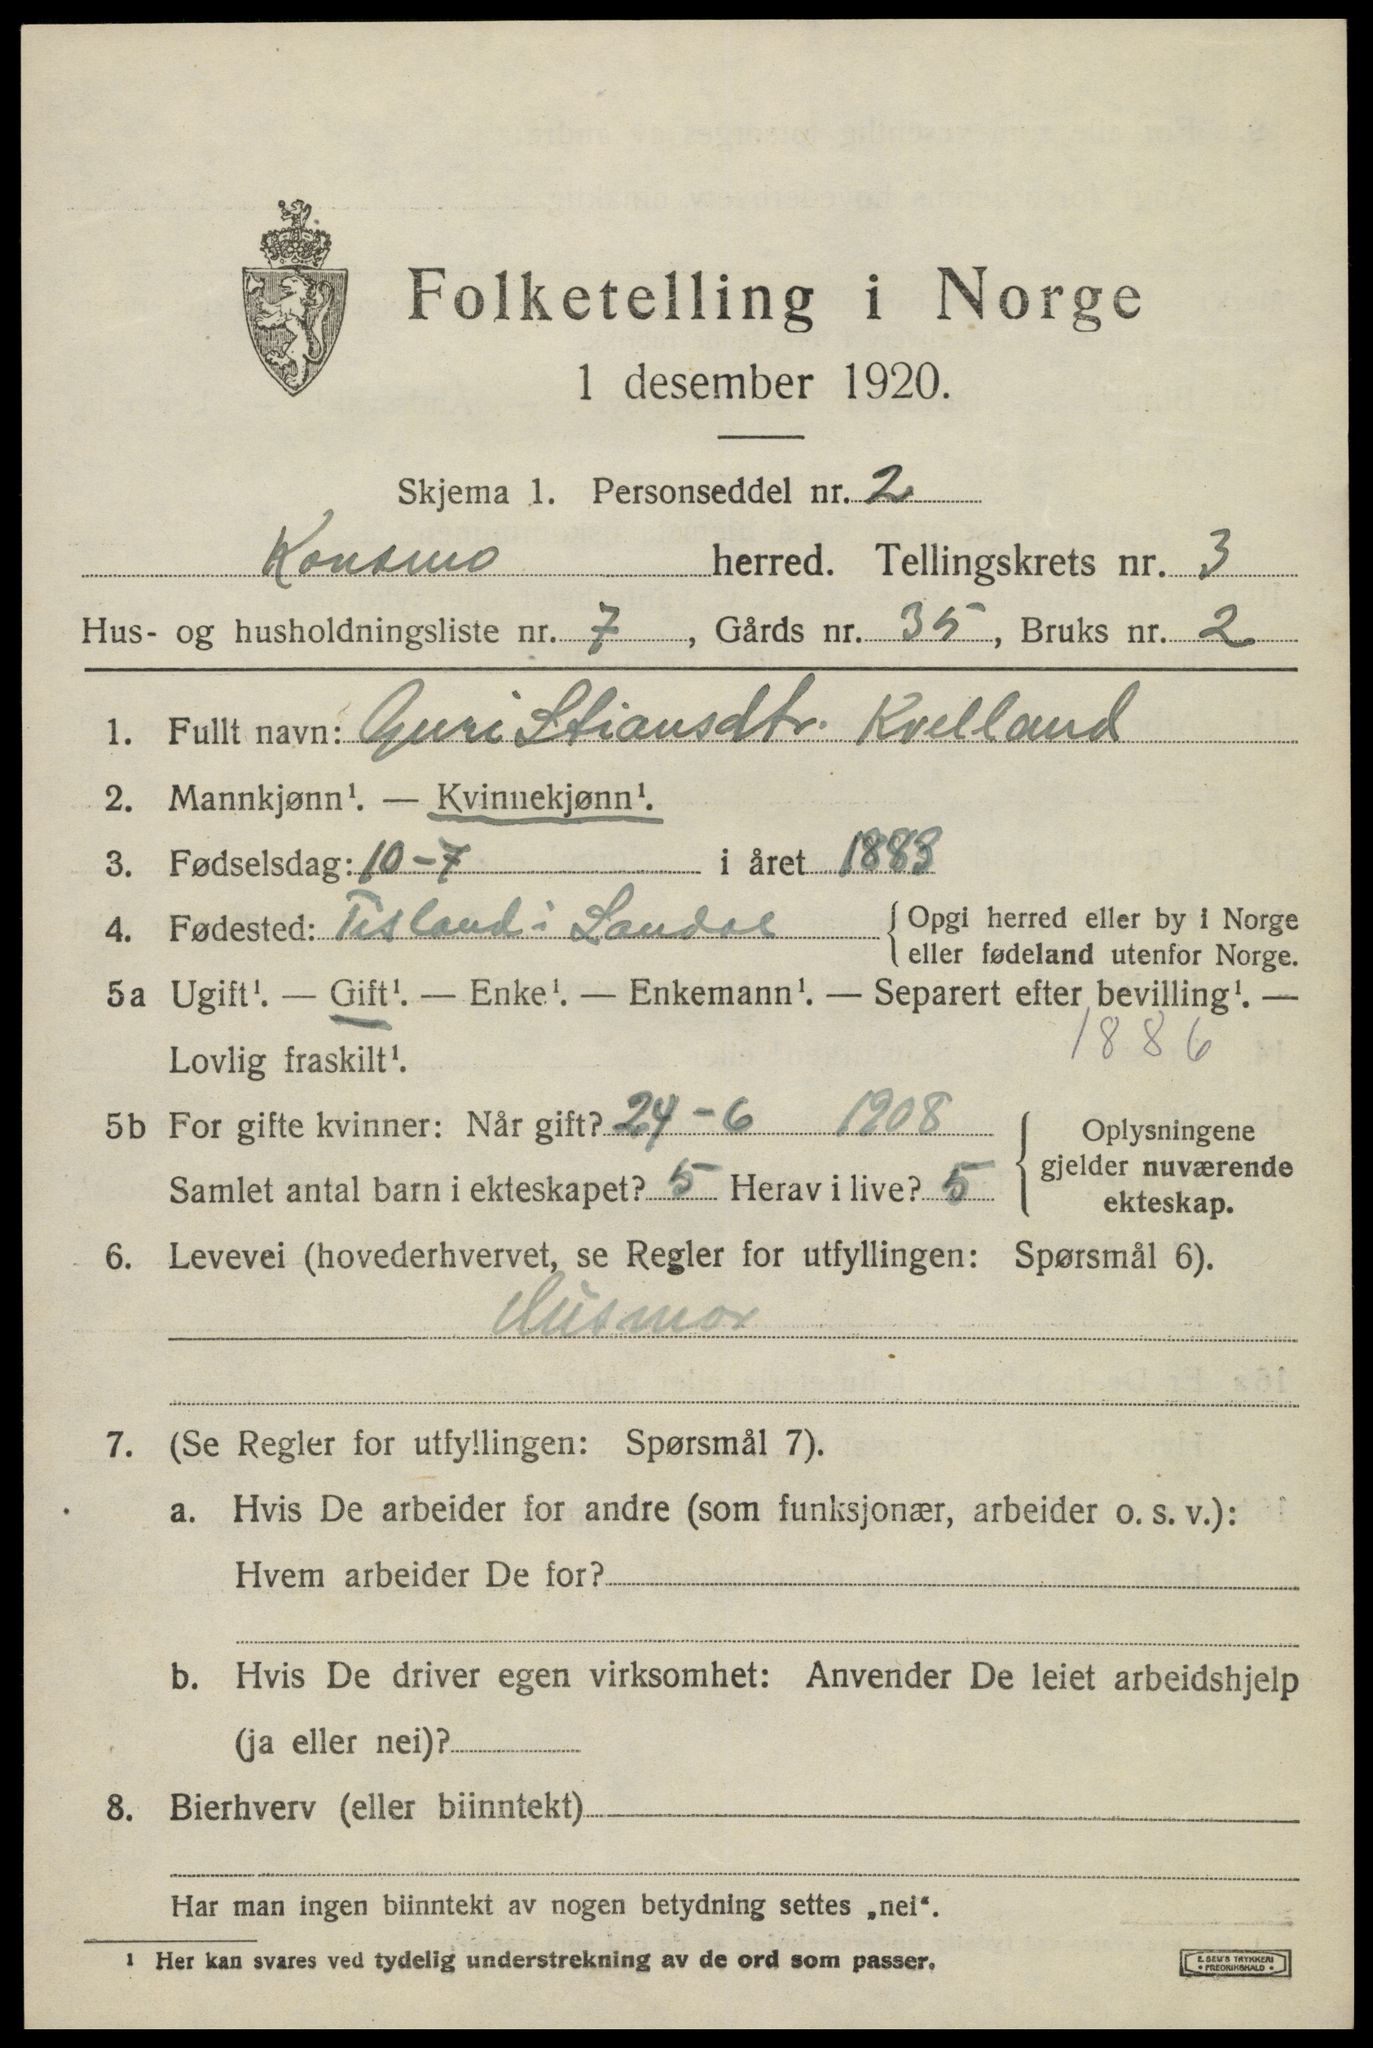 Folketelling i Norge
1 desember 1920.
Skjema 1. Personseddel nr. 2
Konsmo herred. Tellingskrets nr. 3
Hus- og husholdningsliste nr. 7, Gårds nr. 35, Bruks nr. 2
1. Fullt navn: Guri Stiansdtr. Kvelland
2. Mannkjønn¹. — Kvinnekjønn¹.
3. Fødselsdag: 10-7 i året 1883
4. Fødested: Tisland i {Opgi herred eller by i Norge
eller fødeland utenfor Norge.
5a Ugift¹. — Gift¹. — Enke¹. — Enkemann¹. — Separert efter bevilling¹. —
1886
Lovlig fraskilt¹.
5b For gifte kvinner: Når gift? 24-6 1908
Samlet antal barn i ekteskapet? 5 Herav i live? 5
{Oplysningene
gjelder nuværende
ekteskap.
6. Levevei (hovederhvervet, se Regler for utfyllingen: Spørsmål 6).
Husmor
7. (Se Regler for utfyllingen: Spørsmål 7).
a. Hvis De arbeider for andre (som funksjonær, arbeider o. s. v.):
Hvem arbeider De for?
b. Hvis De driver egen virksomhet: Anvender De leiet arbeidshjelp
(ja eller nei)?
8. Bierhverv (eller biinntekt)
Har man ingen biinntekt av nogen betydning settes „nei“.
¹ Her kan svares ved tydelig understrekning av de ord som passer.
E. SEM'S TRYKKERI
• FREDRIKSHALD •